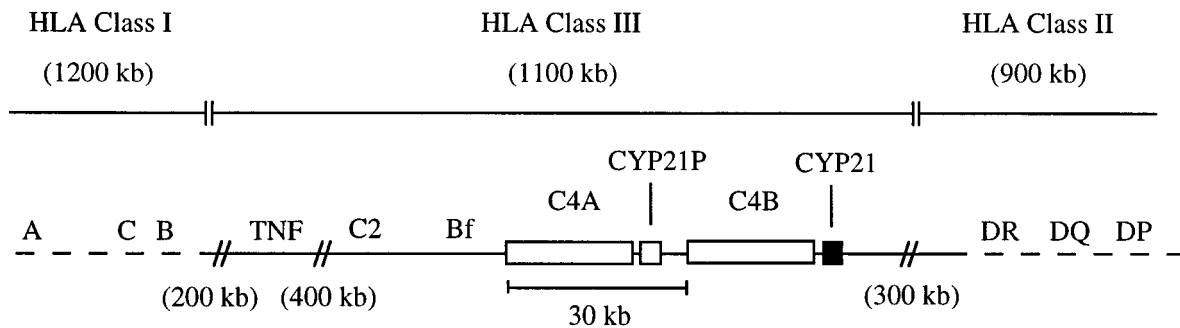 HLA Class I HLA Class III HLA Class II
(1200 kb) (1100 kb) (900 kb)
CYP21P CYP21
C4A C4B
A C B TNF C2 Bf DR DQ DP
(200 kb) (400 kb) (300 kb)
30 kb